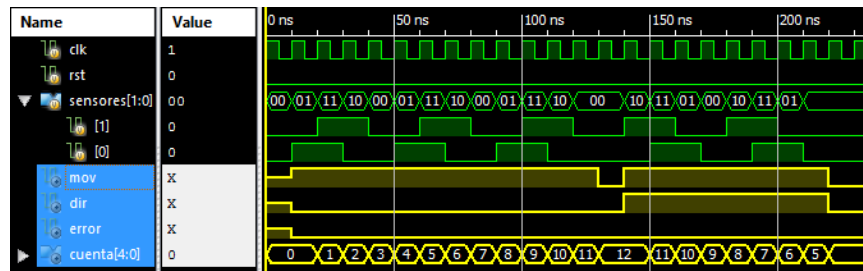 Name Value 0 ns 50 ns 100 ns 150 ns 200 ns
clk 1
rst 0
sensores[1:0] 00 00 01 11 10 00 01 11 10 00 01 11 10 00 10 11 01 00 10 11 01
[1] 0
[0] 0
mov X
dir X
error X
cuenta[4:0] 0 0 1 2 3 4 5 6 7 8 9 10 11 12 11 10 9 8 7 6 5